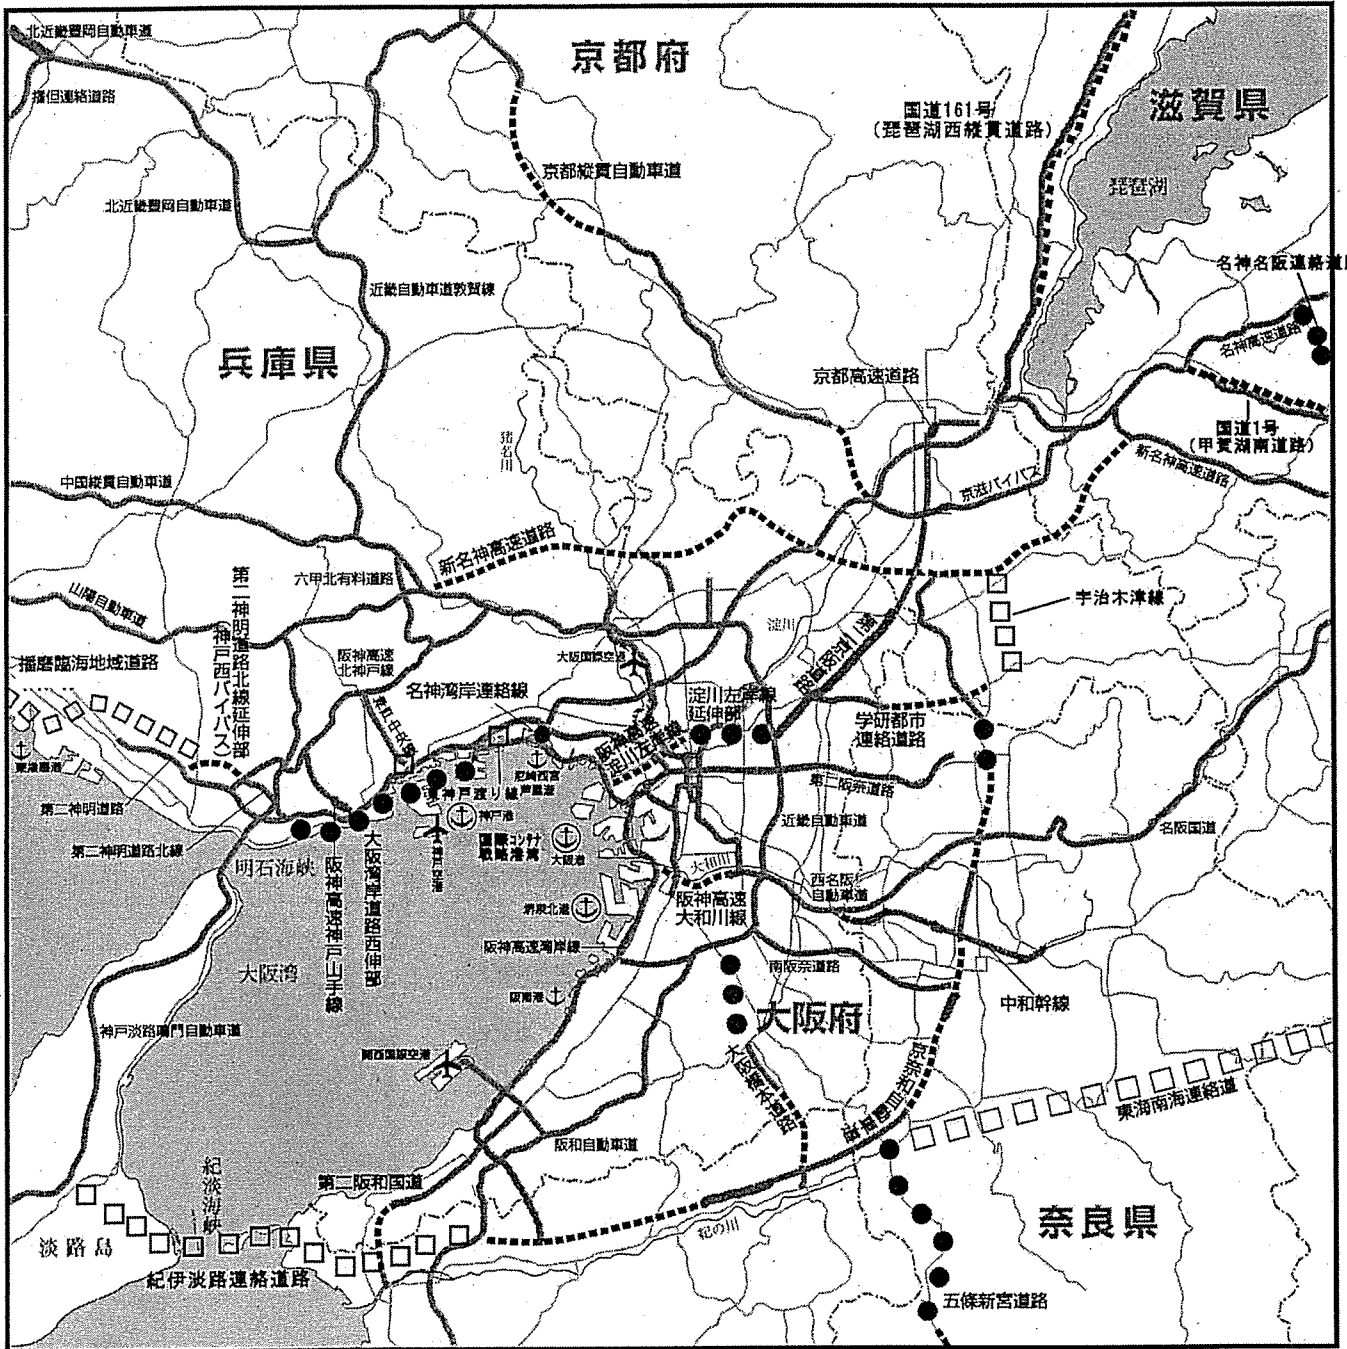 北近畿豊岡自動車道
京都府
播但連絡道路
国道161号
(琵琶湖西縦貫道路)
滋賀県
京都縦貫自動車道
琵琶湖
北近畿豊岡自動車道
名神名阪連絡道路
近畿自動車道敦賀線
名神高速道路
兵庫県
京都高速道路
国道1号
(甲賀湖南道路)
猪名川
新名神高速道路
中国縦貫自動車道
京滋バイパス
新名神高速道路
六甲北有料道路
山陽自動車道
宇治木津線
第二神明道路北線延伸部
(神戸西バイパス)
淀川
第二京阪道路
播磨臨海地域道路
阪神高速
北神戸線
大阪国際空港
名神湾岸連絡線
淀川左岸線
延伸部
学研都市
連絡道路
阪神高速
淀川左岸線
東播磨港
尼崎西宮
芦屋港
第二阪奈道路
第二神明道路
神戸渡り線
神戸港
近畿自動車道
名阪国道
第二神明道路北線
国際コンテナ
戦略港湾
大阪港
神戸空港
明石海峡
大和川
西名阪
自動車道
阪神高速神戸山手線
大阪湾岸道路西伸部
堺泉北港
阪神高速
大和川線
阪神高速湾岸線
大阪湾
南阪奈道路
阪南港
大阪府
中和幹線
神戸淡路鳴門自動車道
関西国際空港
大阪橋本道路
京奈和自動車道
東海南海連絡道
阪和自動車道
紀淡海峡
第二阪和国道
淡路島
紀の川
奈良県
紀伊淡路連絡道路
五條新宮道路